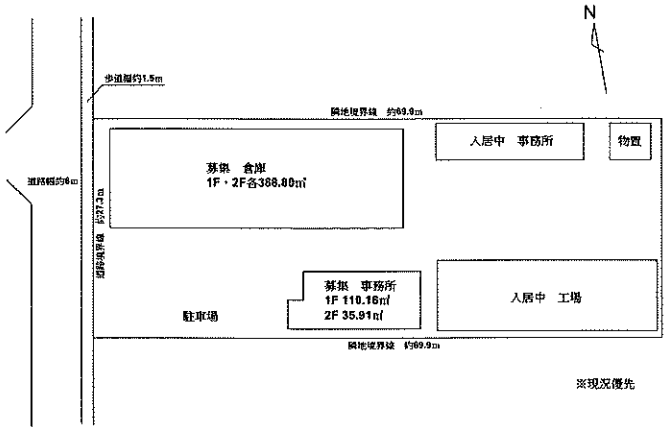 N
歩道幅約1.5m
隣地境界線　約69.9m
入居中　事務所
物置
募集　倉庫
1F・2F各388.80㎡
道路幅約6m
道路境界線　約27.3m
募集　事務所
1F 110.16㎡
2F 35.91㎡
入居中　工場
駐車場
隣地境界線　約69.9m
※現況優先